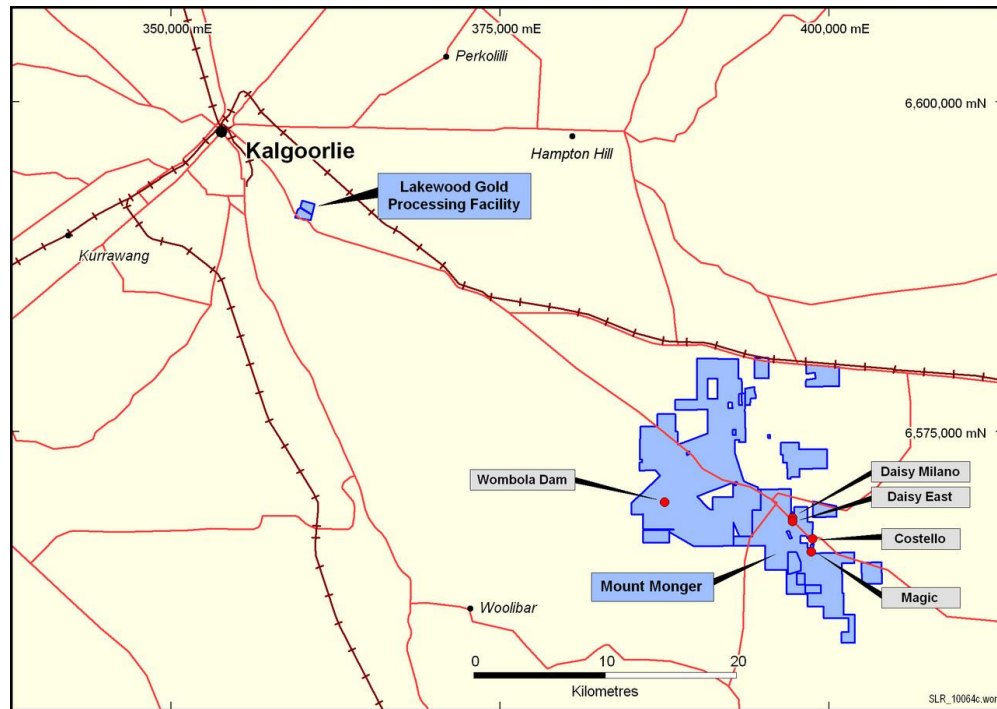 350,000 mE
375,000 mE
400,000 mE
Perkolilli
6,600,000 mN
Kalgoorlie
Hampton Hill
Lakewood Gold
Processing Facility
Kurrawang
6,575,000 mN
Wombola Dam
Daisy Milano
Daisy East
Costello
Mount Monger
Magic
Woolibar
0 10 20
Kilometres